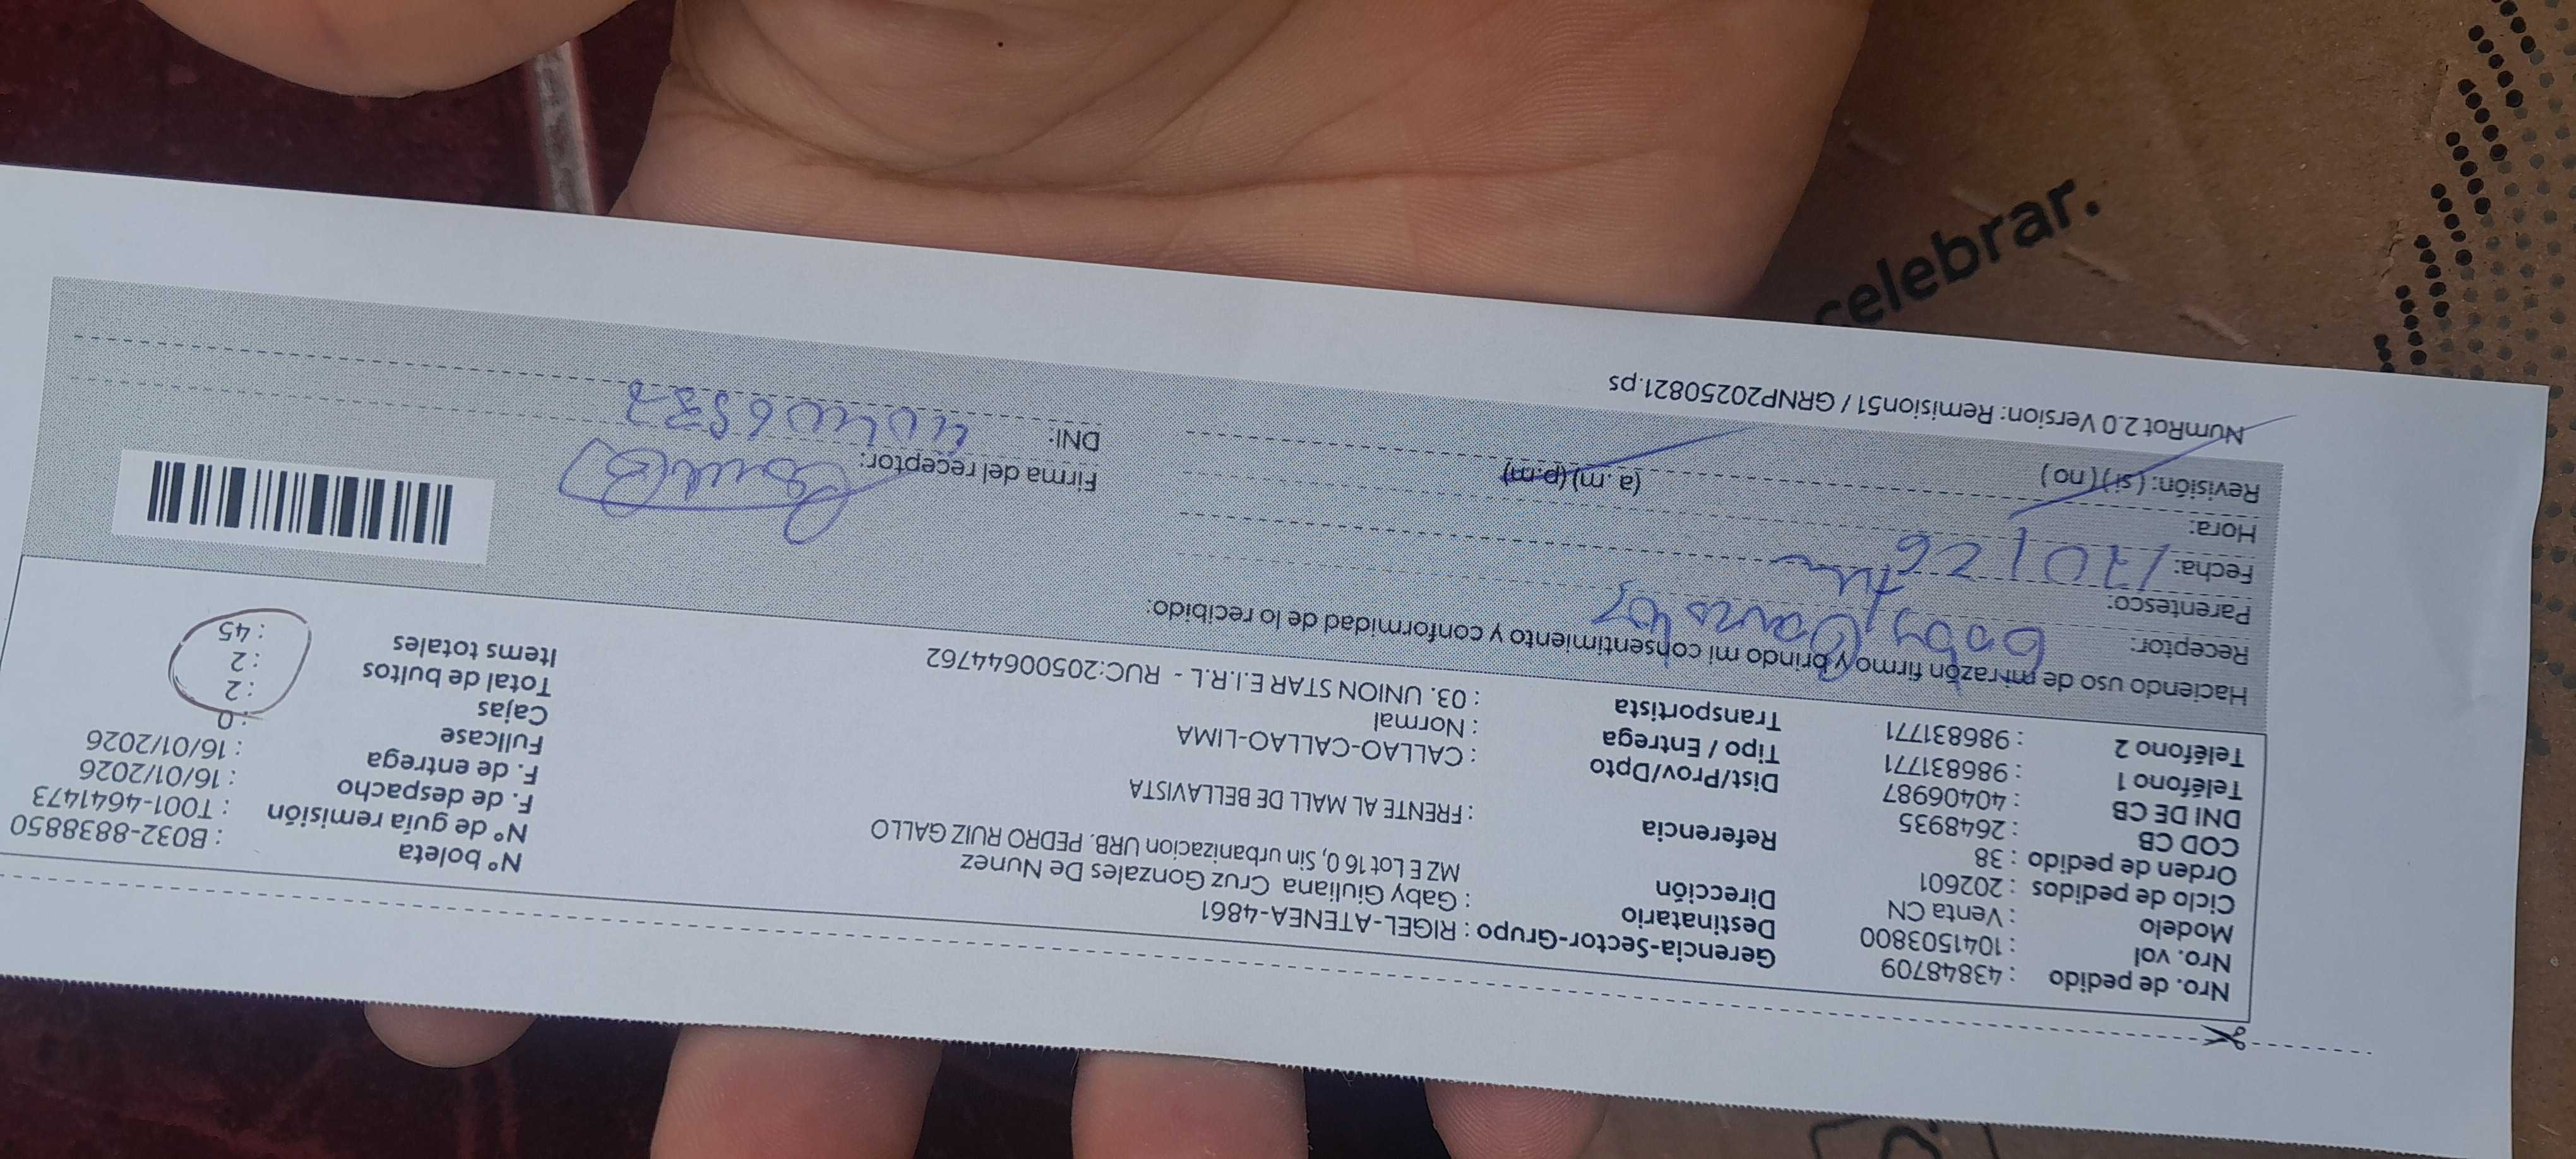 Nro. de pedido : 43848709
Nro. vol : 1041503800
Modelo : Venta CN
Ciclo de pedidos : 202601
Orden de pedido : 38
COD CB : 2648935
DNI DE CB : 40406987
Teléfono 1 : 986831771
Teléfono 2 : 986831771
Gerencia-Sector-Grupo : RIGEL-ATENEA-4861
Destinatario : Gaby Giuliana Cruz Gonzales De Nunez
Dirección MZ E Lot 16 0, Sin urbanizacion URB. PEDRO RUIZ GALLO
Referencia : FRENTE AL MALL DE BELLAVISTA
Dist/Prov/Dpto : CALLAO-CALLAO-LIMA
Tipo / Entrega : Normal
Transportista : 03. UNION STAR E.I.R.L - RUC:20500644762
N° boleta : B032-8838850
N° de guía remisión : T001-4641473
F. de despacho : 16/01/2026
F. de entrega : 16/01/2026
Fullcase : 0
Cajas : 2
Total de bultos : 2
Items totales : 45
Haciendo uso de mi razón firmo y brindo mi consentimiento y conformidad de lo recibido:
Receptor: Gaby
Parentesco:
Fecha: 17 01 26
Hora: (a.m) (p.m)
Revisión: (si) (no)
Firma del receptor:
DNI:
NumRot 2.0 Version: Remision51 / GRNP20250821.ps
celebrar.